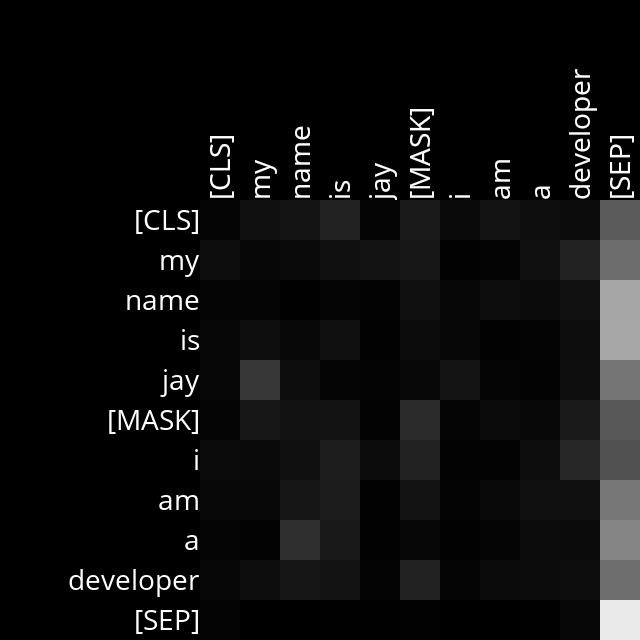 [CLS] my name is jay [MASK] i am a developer [SEP]
[CLS]
my
name
is
jay
[MASK]
i
am
a
developer
[SEP]